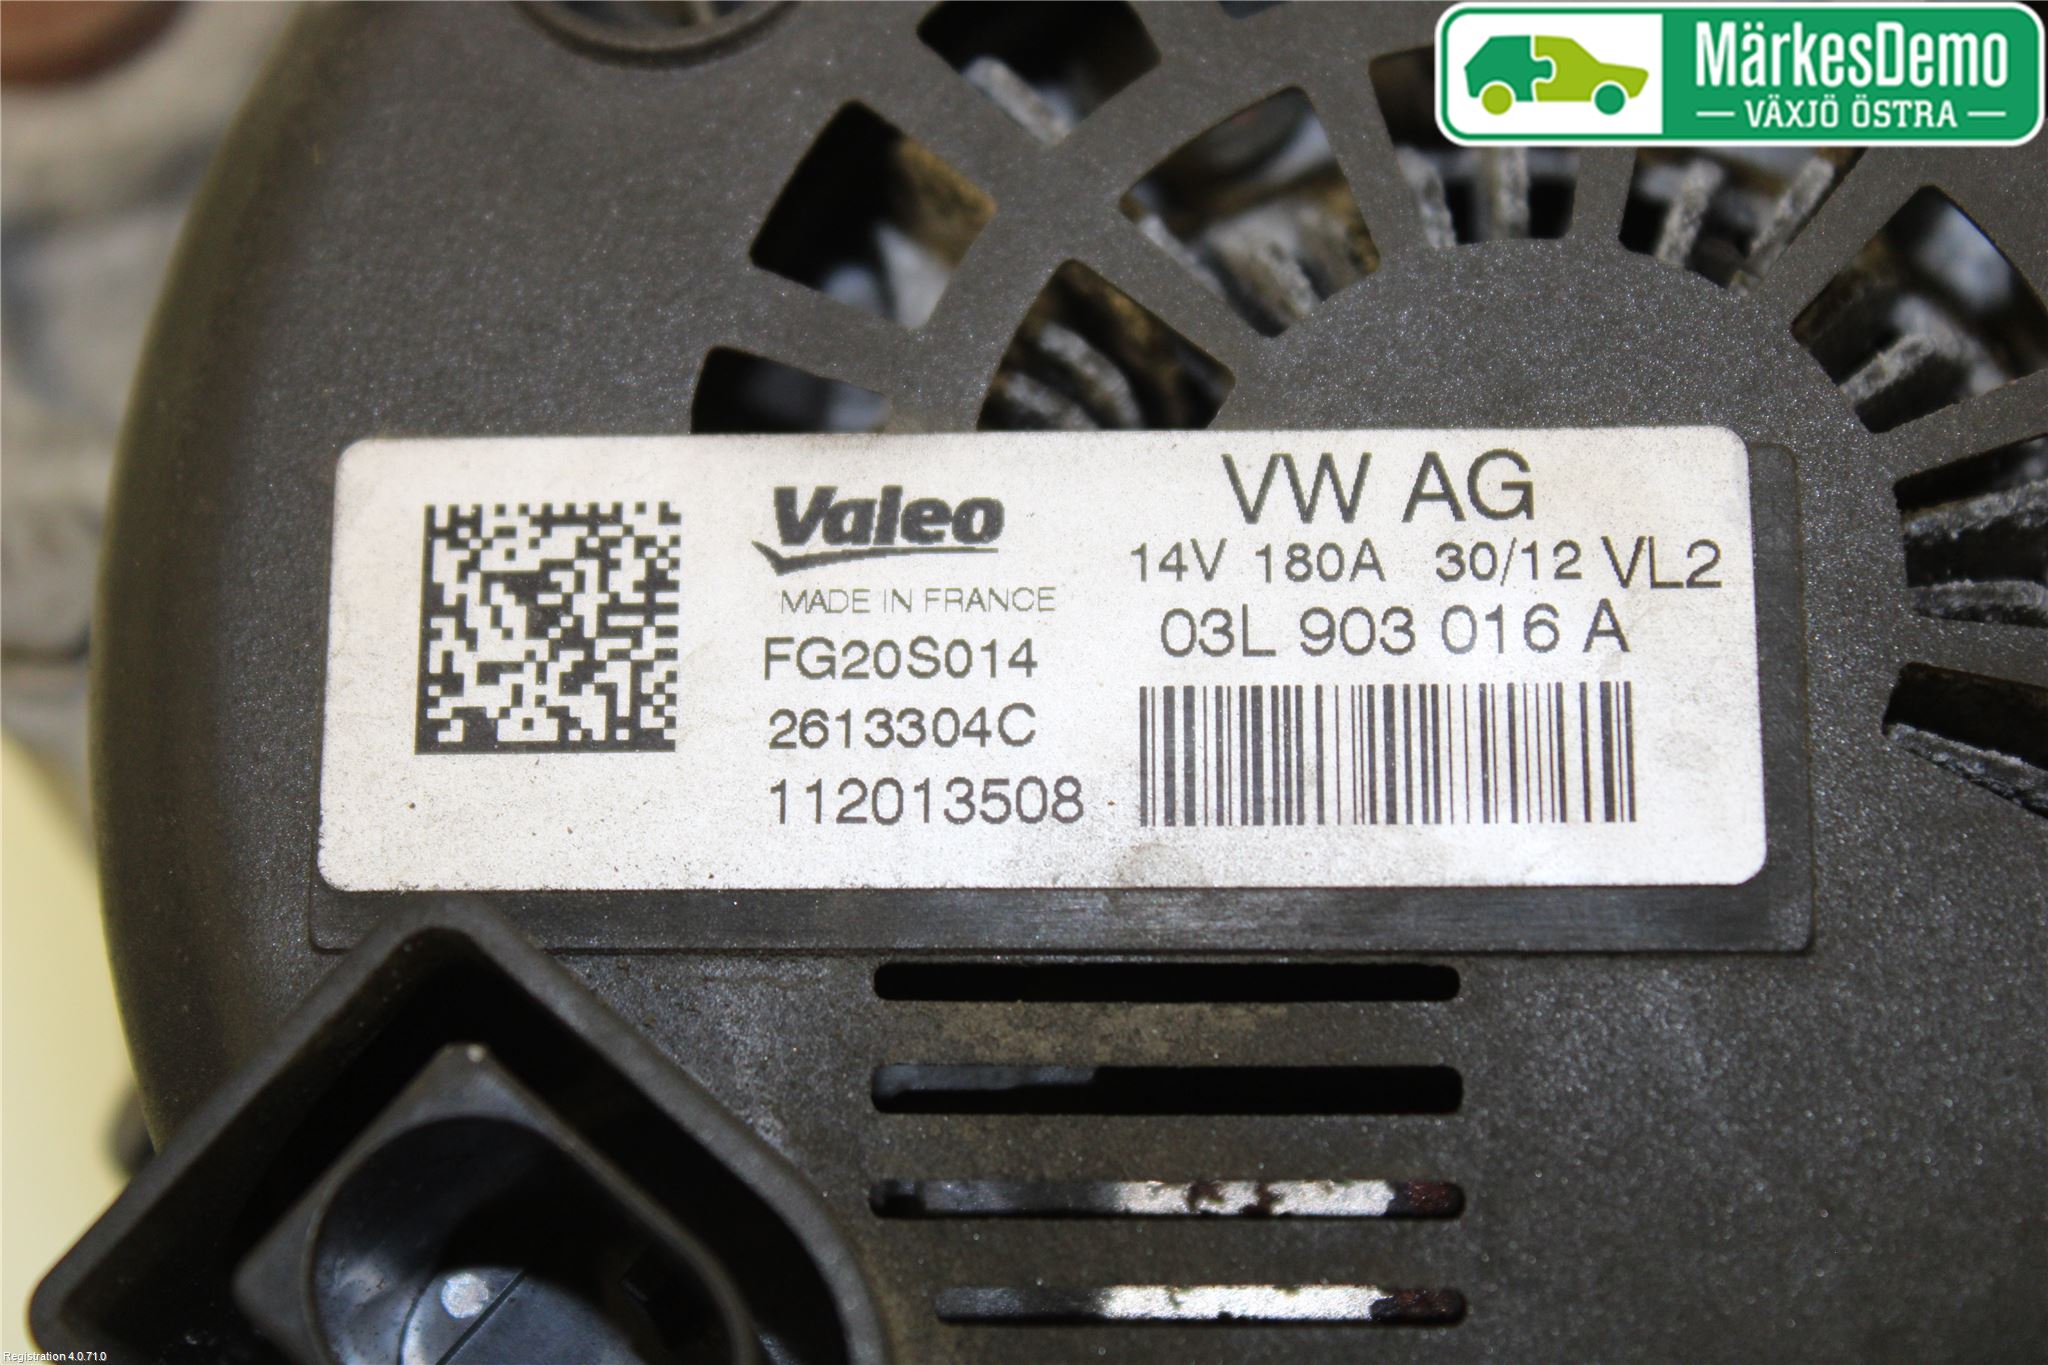 MärkesDemo
VÄXJÖ ÖSTRA
Valeo
MADE IN FRANCE
FG20S014
2613304C
112013508
VW AG
14V 180A 30/12 VL2
03L 903 016 A
Registration 4.0.71.0